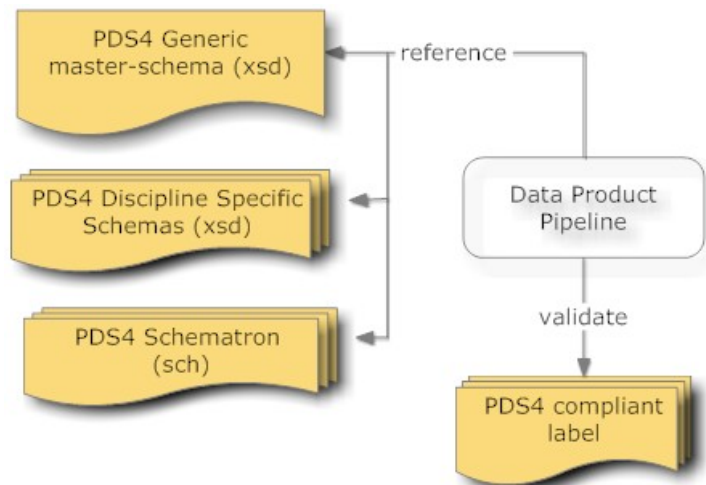 PDS4 Generic
master-schema (xsd)
reference
PDS4 Discipline Specific
Schemas (xsd)
Data Product
Pipeline
PDS4 Schematron
(sch)
validate
PDS4 compliant
label